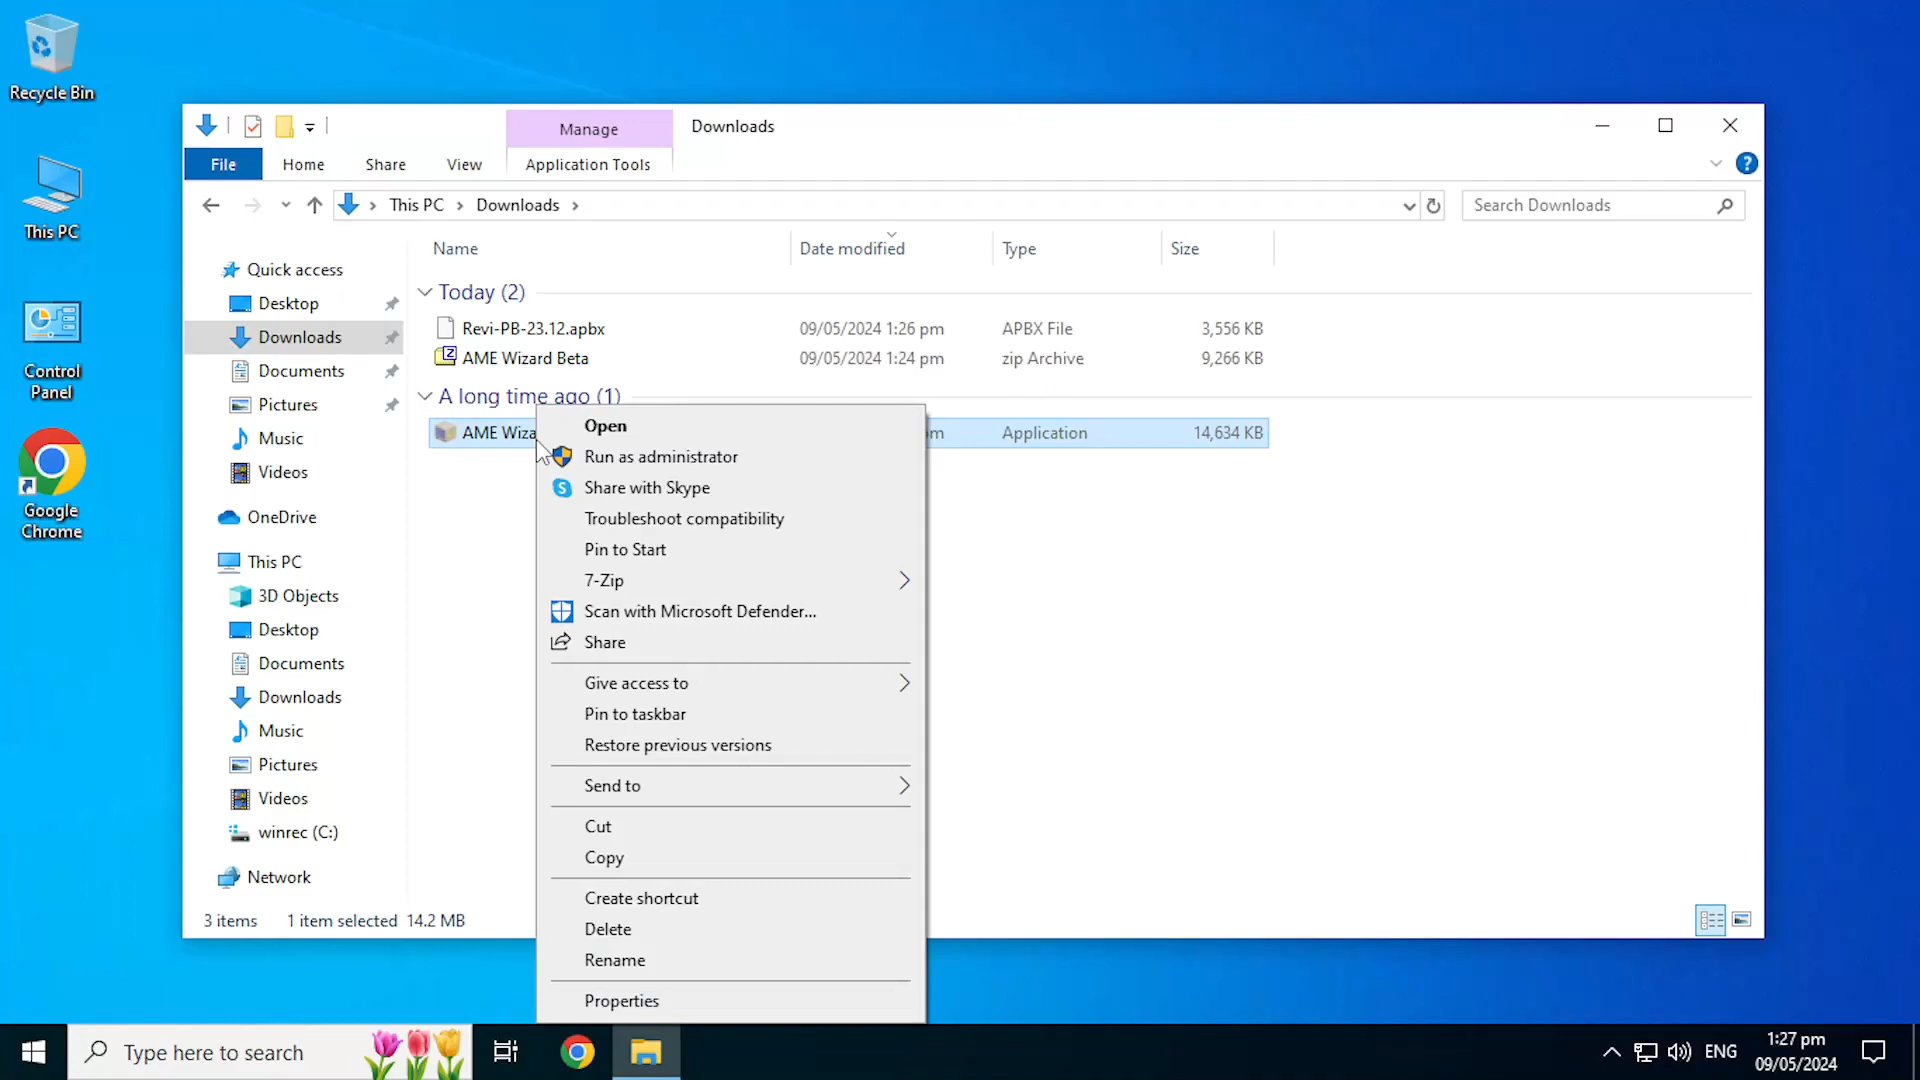 Recycle Bin
This PC
Control
Panel
Google
Chrome
Manage
Downloads
File
Home
Share
View
Application Tools
This PC
Downloads
Search Downloads
Name
Date modified
Type
Size
Quick access
Desktop
Downloads
Documents
Pictures
Music
Videos
OneDrive
This PC
3D Objects
Desktop
Documents
Downloads
Music
Pictures
Videos
winrec (C:)
Network
Today (2)
Revi-PB-23.12.apbx 09/05/2024 1:26 pm APBX File 3,556 KB
AME Wizard Beta 09/05/2024 1:24 pm zip Archive 9,266 KB
A long time ago (1)
AME Wiza pm Application 14,634 KB
Open
Run as administrator
Share with Skype
Troubleshoot compatibility
Pin to Start
7-Zip
Scan with Microsoft Defender...
Share
Give access to
Pin to taskbar
Restore previous versions
Send to
Cut
Copy
Create shortcut
Delete
Rename
Properties
3 items 1 item selected 14.2 MB
Type here to search
ENG
1:27 pm
09/05/2024